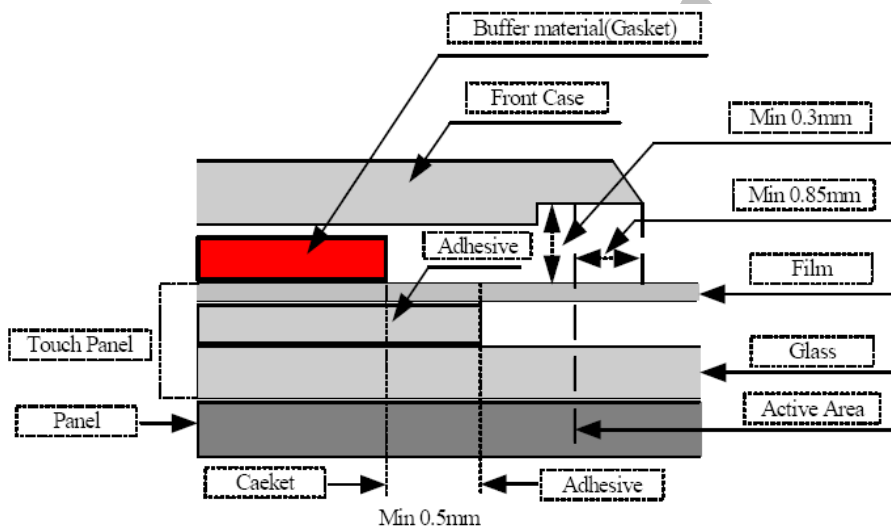 Buffer material(Gasket)
Front Case
Min 0.3mm
Min 0.85mm
Adhesive
Film
Touch Panel
Glass
Panel
Active Area
Caeket
Adhesive
Min 0.5mm